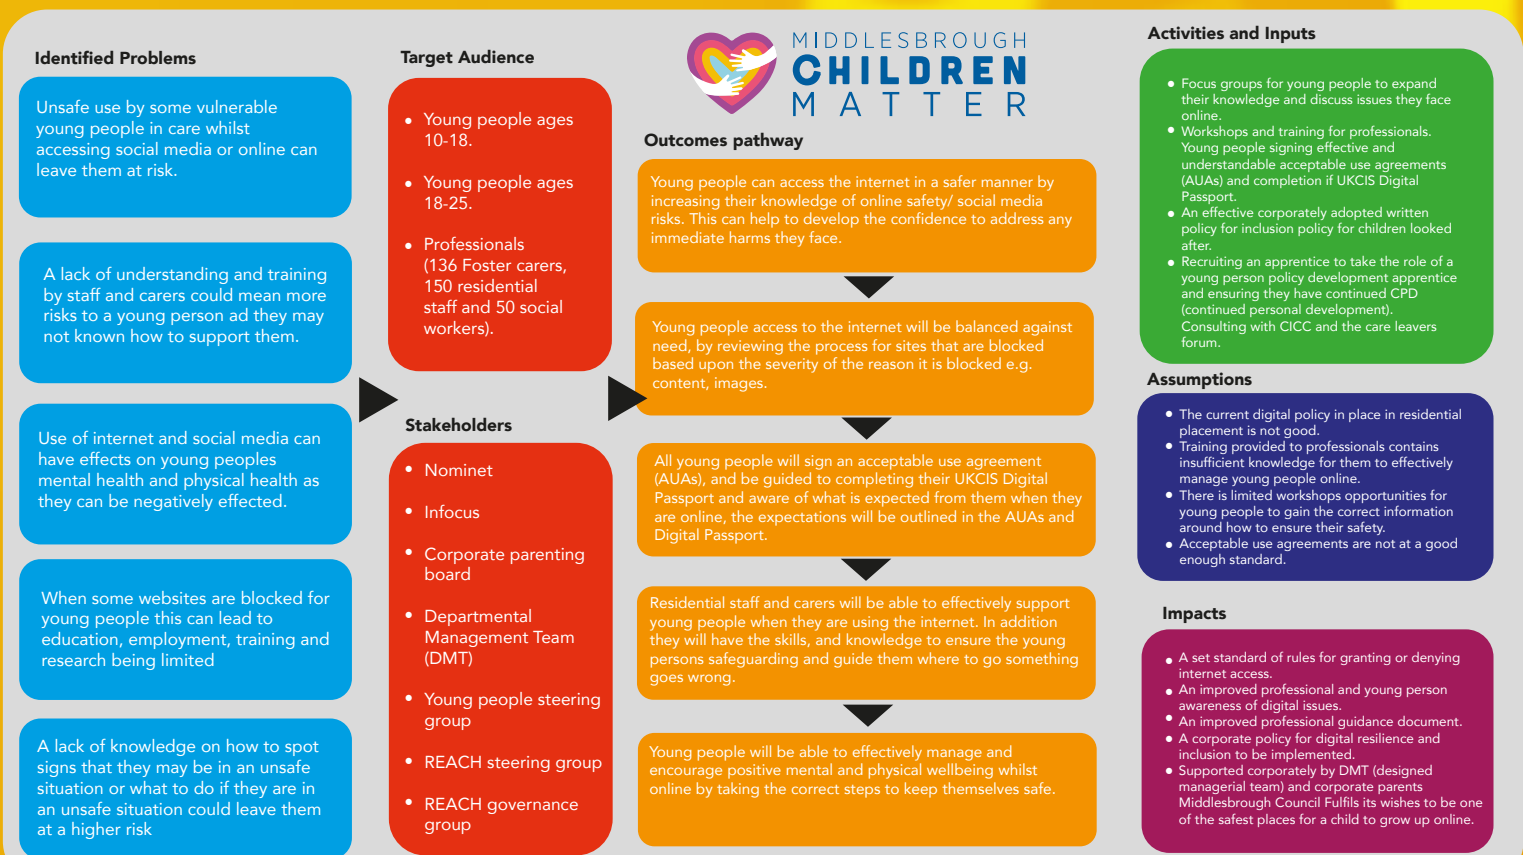 Identified Problems
Unsafe use by some vulnerable
young people in care whilst
accessing social media or online can
leave them at risk.
A lack of understanding and training
by staff and carers could mean more
risks to a young person ad they may
not known how to support them.
Use of internet and social media can
have effects on young peoples
mental health and physical health as
they can be negatively effected.
When some websites are blocked for
young people this can lead to
education, employment, training and
research being limited
A lack of knowledge on how to spot
signs that they may be in an unsafe
situation or what to do if they are in
an unsafe situation could leave them
at a higher risk
Target Audience
• Young people ages
10-18.
• Young people ages
18-25.
• Professionals
(136 Foster carers,
150 residential
staff and 50 social
workers).
Stakeholders
• Nominet
• Infocus
• Corporate parenting
board
• Departmental
Management Team
(DMT)
• Young people steering
group
• REACH steering group
• REACH governance
group
MIDDLESBROUGH
CHILDREN
MATTER
Outcomes pathway
Young people can access the internet in a safer manner by
increasing their knowledge of online safety/ social media
risks. This can help to develop the confidence to address any
immediate harms they face.
Young people access to the internet will be balanced against
need, by reviewing the process for sites that are blocked
based upon the severity of the reason it is blocked e.g.
content, images.
All young people will sign an acceptable use agreement
(AUAs), and be guided to completing their UKCIS Digital
Passport and aware of what is expected from them when they
are online, the expectations will be outlined in the AUAs and
Digital Passport.
Residential staff and carers will be able to effectively support
young people when they are using the internet. In addition
they will have the skills, and knowledge to ensure the young
persons safeguarding and guide them where to go something
goes wrong.
Young people will be able to effectively manage and
encourage positive mental and physical wellbeing whilst
online by taking the correct steps to keep themselves safe.
Activities and Inputs
• Focus groups for young people to expand
their knowledge and discuss issues they face
online.
• Workshops and training for professionals.
Young people signing effective and
understandable acceptable use agreements
(AUAs) and completion if UKCIS Digital
Passport.
• An effective corporately adopted written
policy for inclusion policy for children looked
after.
• Recruiting an apprentice to take the role of a
young person policy development apprentice
and ensuring they have continued CPD
(continued personal development).
Consulting with CICC and the care leavers
forum.
Assumptions
• The current digital policy in place in residential
placement is not good.
• Training provided to professionals contains
insufficient knowledge for them to effectively
manage young people online.
• There is limited workshops opportunities for
young people to gain the correct information
around how to ensure their safety.
• Acceptable use agreements are not at a good
enough standard.
Impacts
• A set standard of rules for granting or denying
internet access.
• An improved professional and young person
awareness of digital issues.
• An improved professional guidance document.
• A corporate policy for digital resilience and
inclusion to be implemented.
• Supported corporately by DMT (designed
managerial team) and corporate parents
Middlesbrough Council Fulfils its wishes to be one
of the safest places for a child to grow up online.